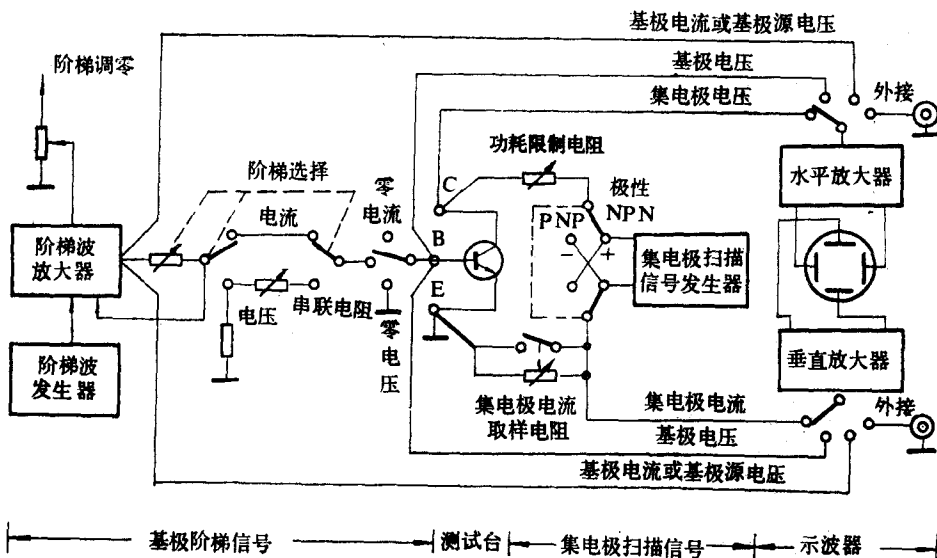 基极电流或基极源电压
基极电压
集电极电压
外接
阶梯调零
功耗限制电阻
水平放大器
阶梯选择
零
电流
C
极性
PNP
NPN
电流
B
阶梯波
放大器
- +
集电极扫描
信号发生器
E
电压
串联电阻
零
电
压
垂直放大器
阶梯波
发生器
集电极电流
取样电阻
集电极电流
外接
基极电压
基极电流或基极源电压
基极阶梯信号
测试台
集电极扫描信号
示波器